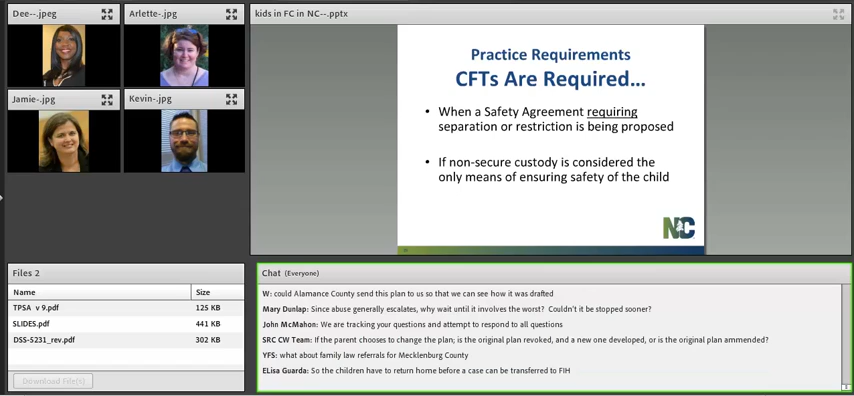 Dee--.jpeg
Arlette-.jpg
kids in FC in NC--.pptx
Jamie-.jpg
Kevin-.jpg
Practice Requirements
CFTs Are Required...
• When a Safety Agreement requiring
separation or restriction is being proposed
• If non-secure custody is considered the
only means of ensuring safety of the child
NC
Files 2
Name Size
TPSA v 9.pdf 125 KB
SLIDES.pdf 441 KB
DSS-5231_rev.pdf 302 KB
Download File(s)
Chat (Everyone)
W: could Alamance County send this plan to us so that we can see how it was drafted
Mary Dunlap: Since abuse generally escalates, why wait until it involves the worst? Couldn't it be stopped sooner?
John McMahon: We are tracking your questions and attempt to respond to all questions
SRC CW Team: If the parent chooses to change the plan; is the original plan revoked, and a new one developed, or is the original plan ammended?
YFS: what about family law referrals for Mecklenburg County
ELisa Guarda: So the children have to return home before a case can be transferred to FIH